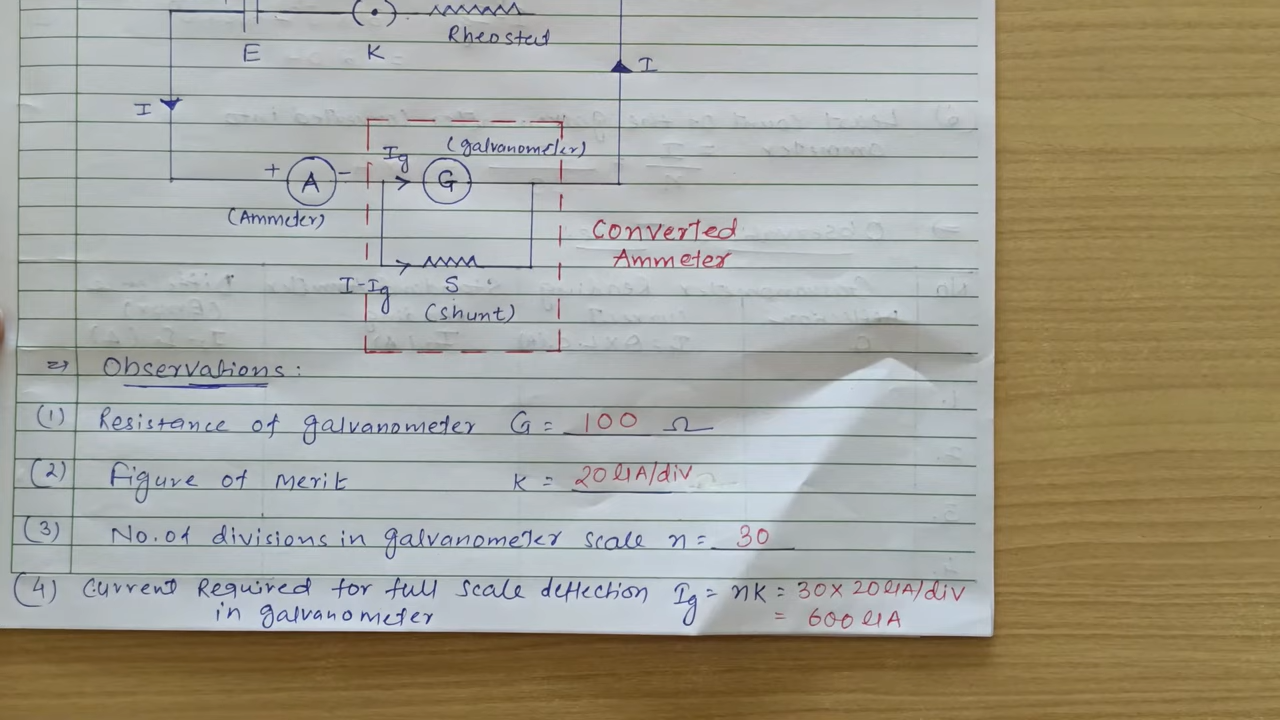 E
K
Rheostat
I
I
Ig
(galvanometer)
+
A
-
G
(Ammeter)
Converted
Ammeter
I-Ig
S
(Shunt)
=> Observations:
(1) Resistance of galvanometer G = 100 Ω
(2) Figure of merit K = 20 μA/div
(3) No. of divisions in galvanometer scale n = 30
(4) Current Required for full scale deflection Ig = nK = 30 x 20 μA/div
in galvanometer = 600 μA